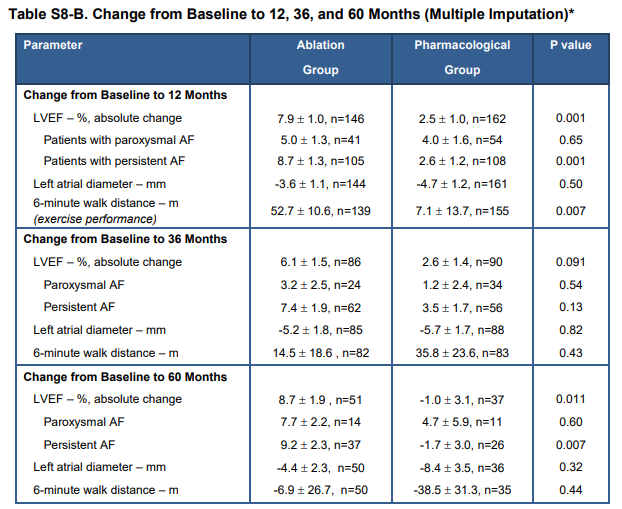 Table S8-B. Change from Baseline to 12, 36, and 60 Months (Multiple Imputation)*
Parameter Ablation Group Pharmacological Group P value
Change from Baseline to 12 Months
LVEF – %, absolute change 7.9 ± 1.0, n=146 2.5 ± 1.0, n=162 0.001
Patients with paroxysmal AF 5.0 ± 1.3, n=41 4.0 ± 1.6, n=54 0.65
Patients with persistent AF 8.7 ± 1.3, n=105 2.6 ± 1.2, n=108 0.001
Left atrial diameter – mm -3.6 ± 1.1, n=144 -4.7 ± 1.2, n=161 0.50
6-minute walk distance – m
(exercise performance) 52.7 ± 10.6, n=139 7.1 ± 13.7, n=155 0.007
Change from Baseline to 36 Months
LVEF – %, absolute change 6.1 ± 1.5, n=86 2.6 ± 1.4, n=90 0.091
Paroxysmal AF 3.2 ± 2.5, n=24 1.2 ± 2.4, n=34 0.54
Persistent AF 7.4 ± 1.9, n=62 3.5 ± 1.7, n=56 0.13
Left atrial diameter – mm -5.2 ± 1.8, n=85 -5.7 ± 1.7, n=88 0.82
6-minute walk distance – m 14.5 ± 18.6 , n=82 35.8 ± 23.6, n=83 0.43
Change from Baseline to 60 Months
LVEF – %, absolute change 8.7 ± 1.9 , n=51 -1.0 ± 3.1, n=37 0.011
Paroxysmal AF 7.7 ± 2.2, n=14 4.7 ± 5.9, n=11 0.60
Persistent AF 9.2 ± 2.3, n=37 -1.7 ± 3.0, n=26 0.007
Left atrial diameter – mm -4.4 ± 2.3, n=50 -8.4 ± 3.5, n=36 0.32
6-minute walk distance – m -6.9 ± 26.7, n=50 -38.5 ± 31.3, n=35 0.44